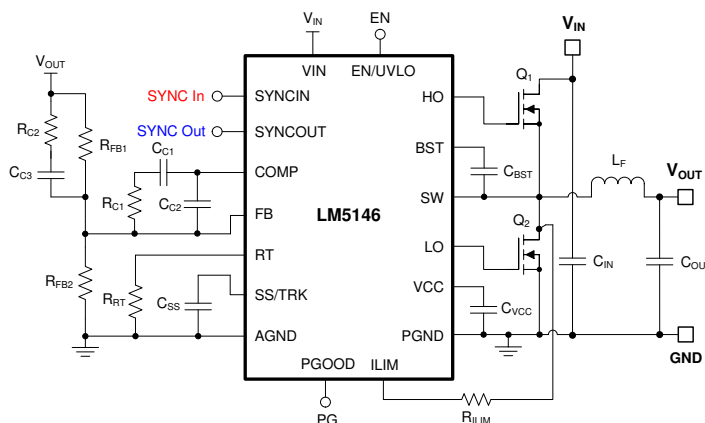 VIN
EN
VIN
VOUT
VIN
EN/UVLO
Q1
SYNC In
SYNCIN
HO
RC2
SYNC Out
SYNCOUT
RFB1
CC1
BST
CC3
COMP
CBST
LF
VOUT
RC1
CC2
SW
FB
LM5146
Q2
RT
LO
CIN
COU
RFB2
RRT
CSS
SS/TRK
VCC
CVCC
AGND
PGND
GND
PGOOD
ILIM
PG
RILIM